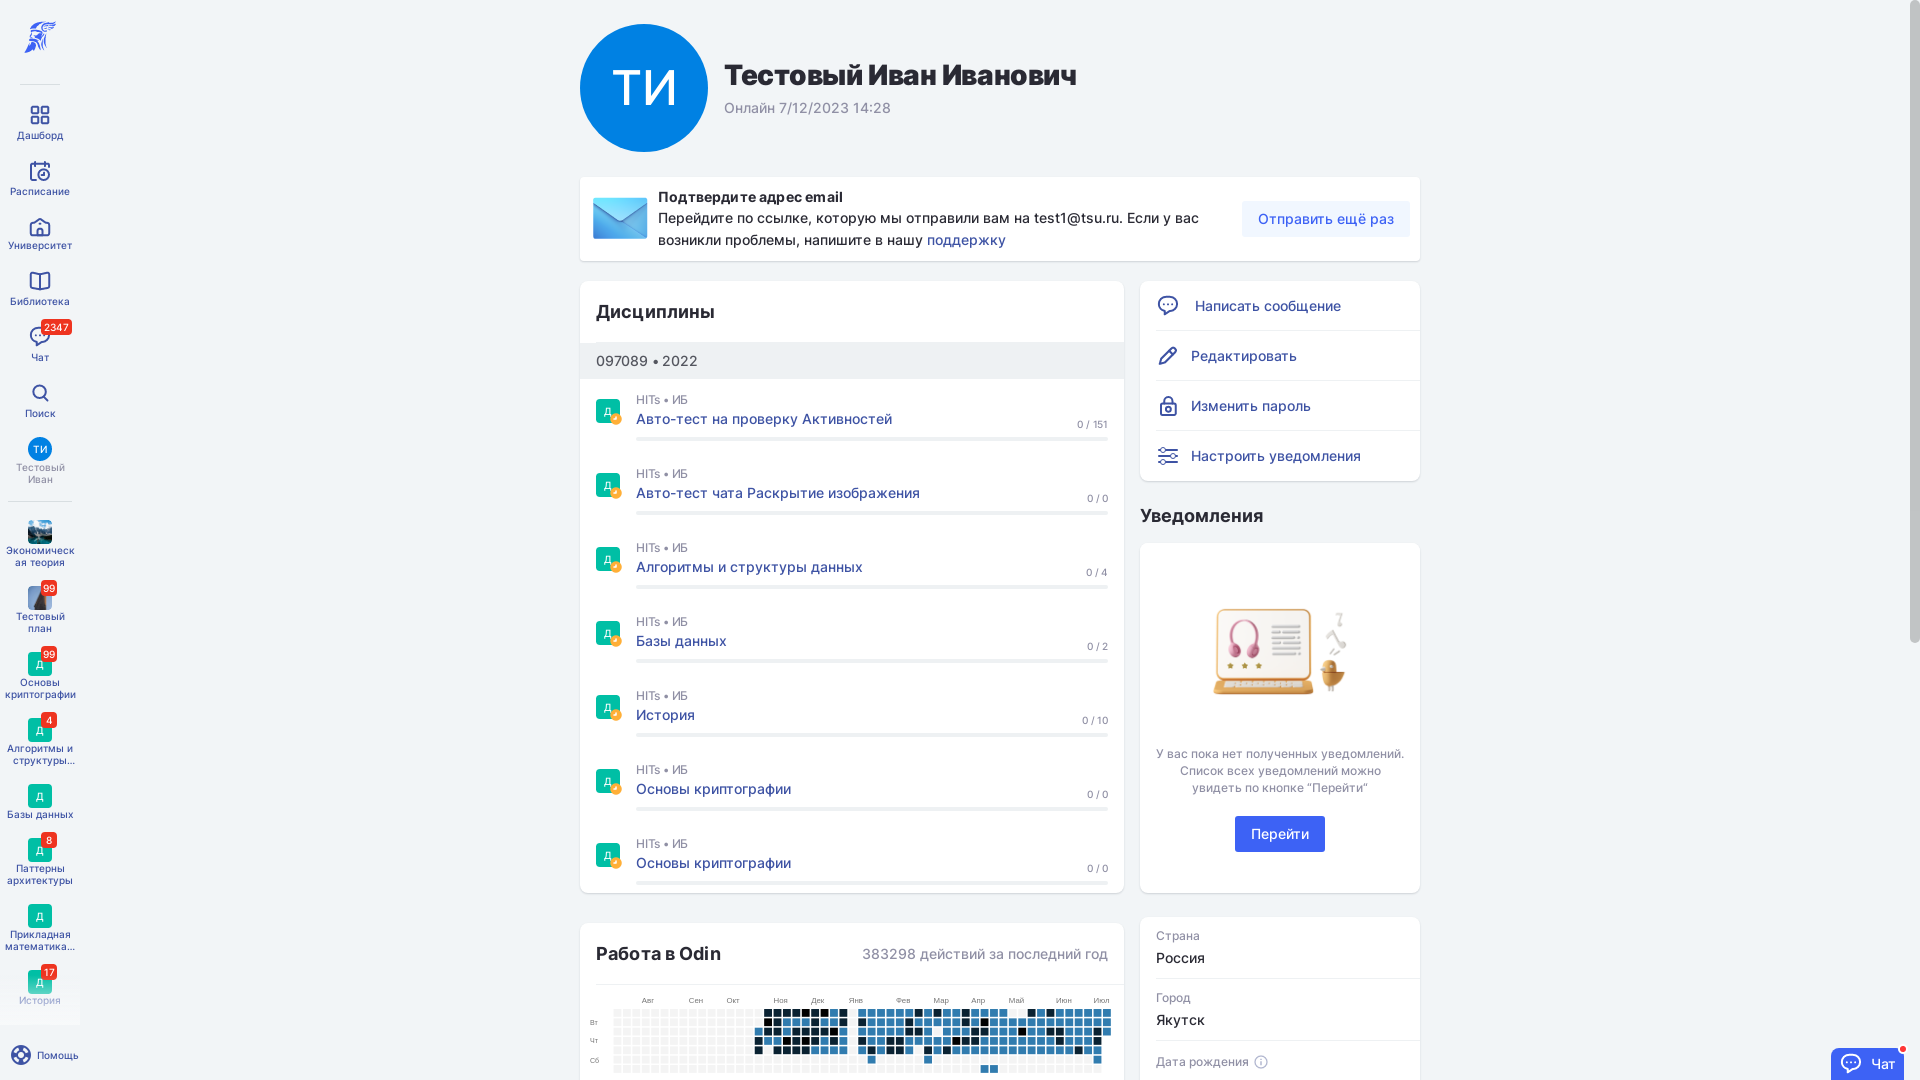 Дашборд
Расписание
Университет
Библиотека
2347
Чат
Поиск
ТИ
Тестовый
Иван
Экономическ
ая теория
99
Тестовый
план
99
Д
Основы
криптографии
4
Д
Алгоритмы и
структуры...
Д
Базы данных
8
Д
Паттерны
архитектуры
Д
Прикладная
математика...
17
Д
История
Помощь
ТИ
Тестовый Иван Иванович
Онлайн 7/12/2023 14:28
Подтвердите адрес email
Перейдите по ссылке, которую мы отправили вам на test1@tsu.ru. Если у вас
возникли проблемы, напишите в нашу поддержку
Отправить ещё раз
Дисциплины
097089 • 2022
Д
HITs • ИБ
Авто-тест на проверку Активностей
0 / 151
Д
HITs • ИБ
Авто-тест чата Раскрытие изображения
0 / 0
Д
HITs • ИБ
Алгоритмы и структуры данных
0 / 4
Д
HITs • ИБ
Базы данных
0 / 2
Д
HITs • ИБ
История
0 / 10
Д
HITs • ИБ
Основы криптографии
0 / 0
Д
HITs • ИБ
Основы криптографии
0 / 0
Работа в Odin
383298 действий за последний год
Авг Сен Окт Ноя Дек Янв Фев Мар Апр Май Июн Июл
Вт
Чт
Сб
Написать сообщение
Редактировать
Изменить пароль
Настроить уведомления
Уведомления
У вас пока нет полученных уведомлений.
Список всех уведомлений можно
увидеть по кнопке “Перейти“
Перейти
Страна
Россия
Город
Якутск
Дата рождения
Чат